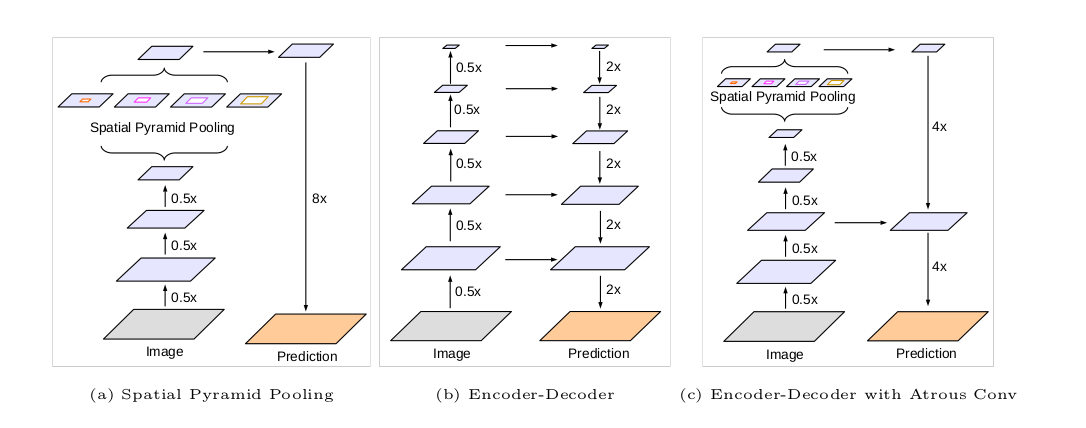 Spatial Pyramid Pooling
0.5x
0.5x
0.5x
8x
Image
Prediction
(a) Spatial Pyramid Pooling
0.5x
2x
0.5x
2x
0.5x
2x
0.5x
2x
0.5x
2x
Image
Prediction
(b) Encoder-Decoder
Spatial Pyramid Pooling
4x
0.5x
0.5x
0.5x
4x
0.5x
Image
Prediction
(c) Encoder-Decoder with Atrous Conv